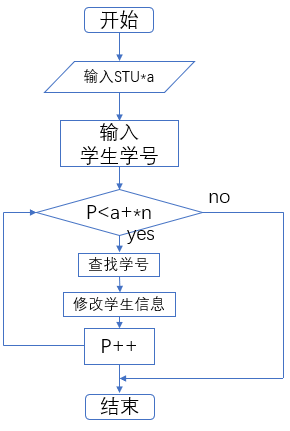 开始
输入STU*a
输入
学生学号
P<a+*n
no
yes
查找学号
修改学生信息
P++
结束